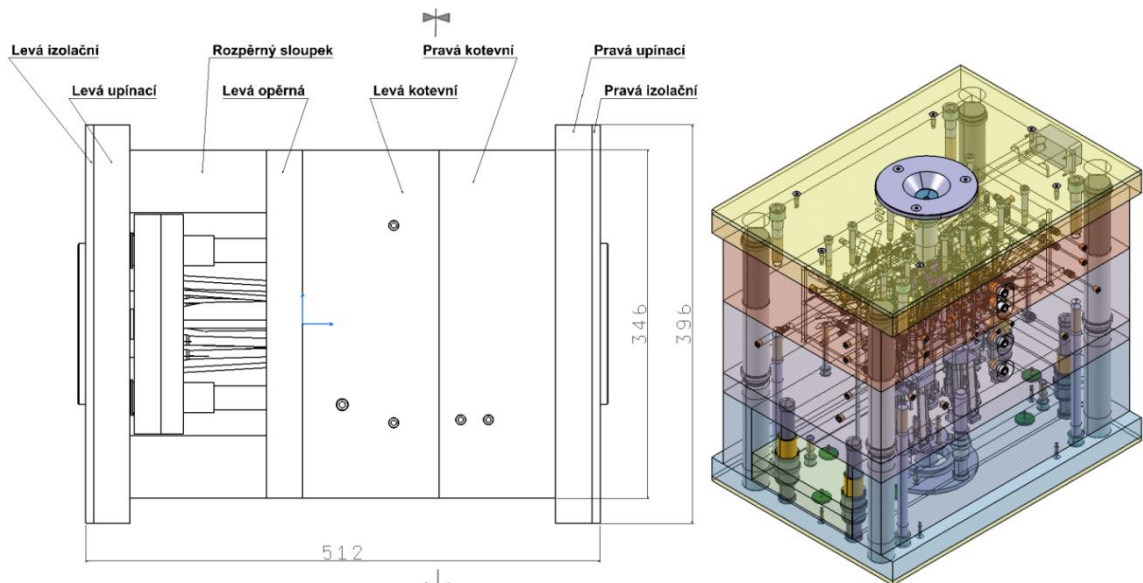 Levá izolační
Rozpěrný sloupek
Pravá kotevní
Pravá upínací
Levá upínací
Levá opěrná
Levá kotevní
Pravá izolační
346
396
512